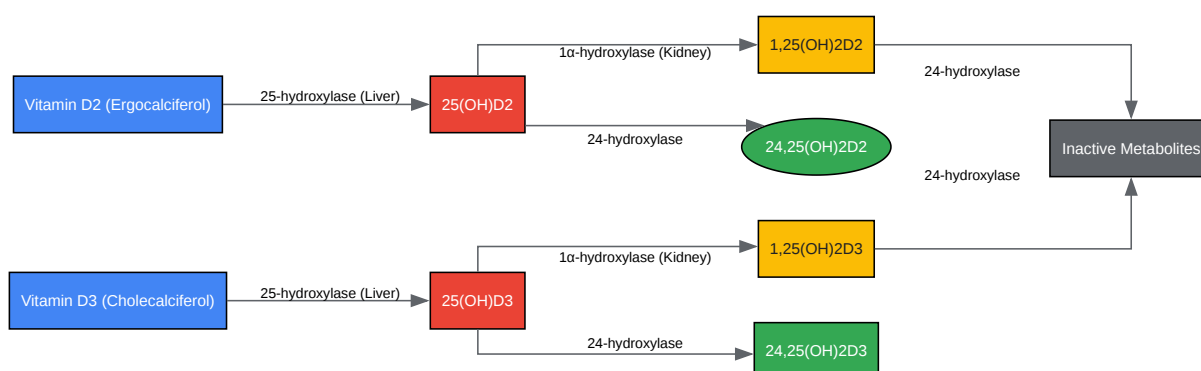 1α-hydroxylase (Kidney)
1,25(OH)2D2
24-hydroxylase
Vitamin D2 (Ergocalciferol)
25-hydroxylase (Liver)
25(OH)D2
24-hydroxylase
24,25(OH)2D2
Inactive Metabolites
24-hydroxylase
1α-hydroxylase (Kidney)
1,25(OH)2D3
Vitamin D3 (Cholecalciferol)
25-hydroxylase (Liver)
25(OH)D3
24-hydroxylase
24,25(OH)2D3